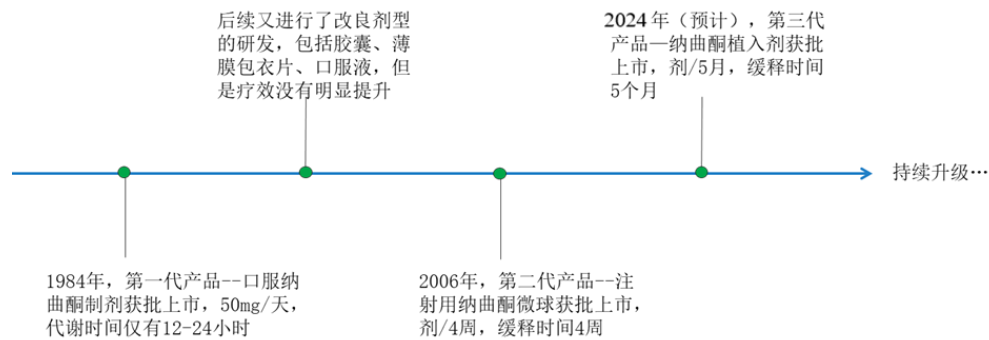 后续又进行了改良剂型
的研发，包括胶囊、薄
膜包衣片、口服液，但
是疗效没有明显提升
2024年（预计），第三代
产品—纳曲酮植入剂获批
上市，剂/5月，缓释时间
5个月
持续升级…
1984年，第一代产品--口服纳
曲酮制剂获批上市，50mg/天，
代谢时间仅有12-24小时
2006年，第二代产品--注
射用纳曲酮微球获批上市，
剂/4周，缓释时间4周